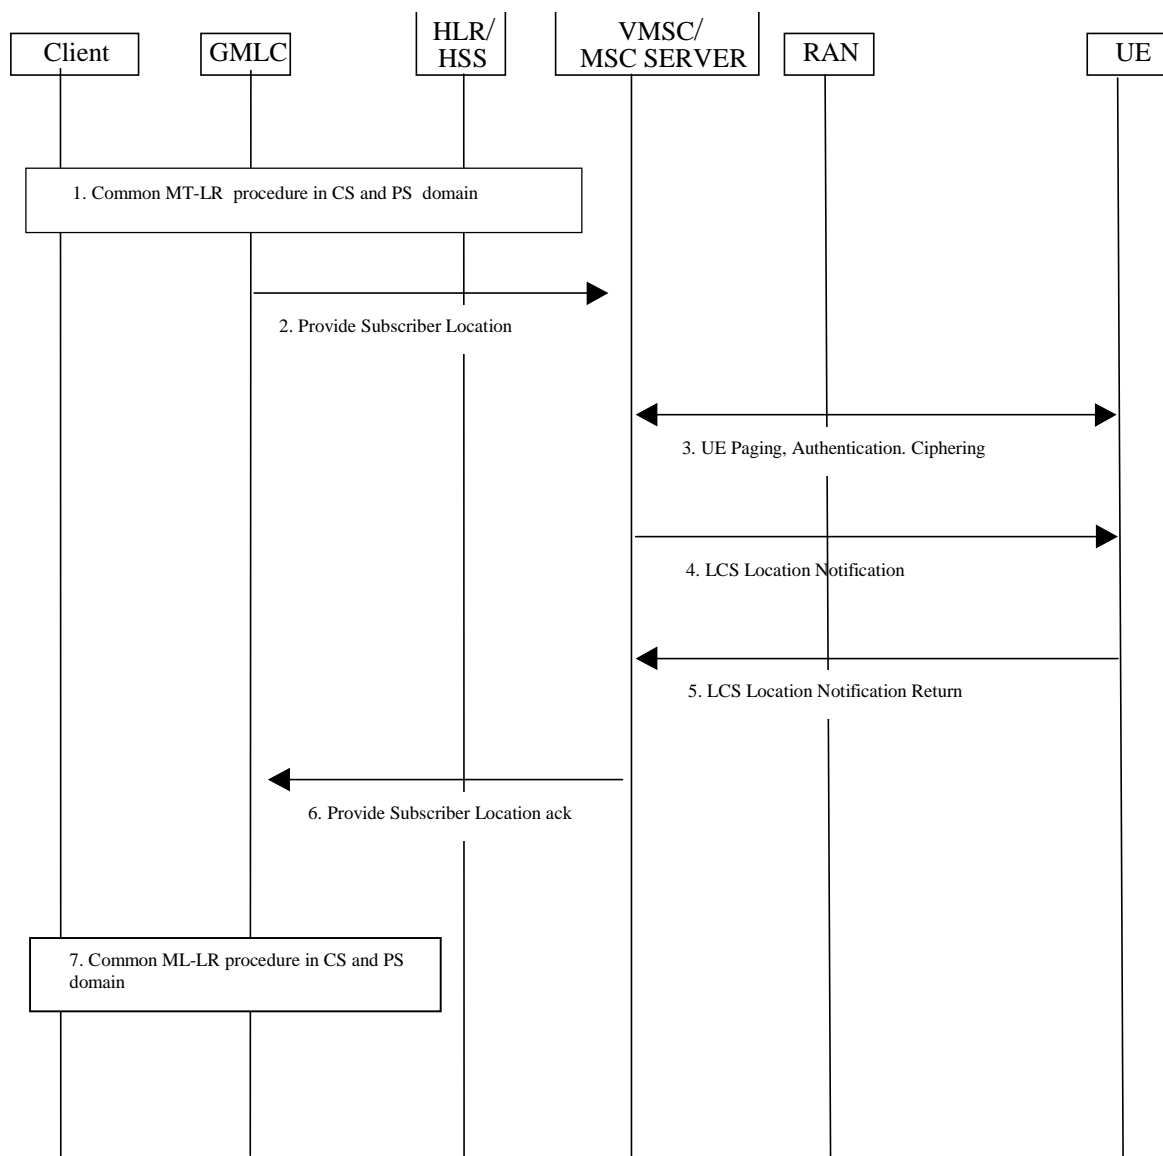 Client
GMLC
HLR/
HSS
VMSC/
MSC SERVER
RAN
UE
1. Common MT-LR procedure in CS and PS domain
2. Provide Subscriber Location
3. UE Paging, Authentication. Ciphering
4. LCS Location Notification
5. LCS Location Notification Return
6. Provide Subscriber Location ack
7. Common ML-LR procedure in CS and PS
domain